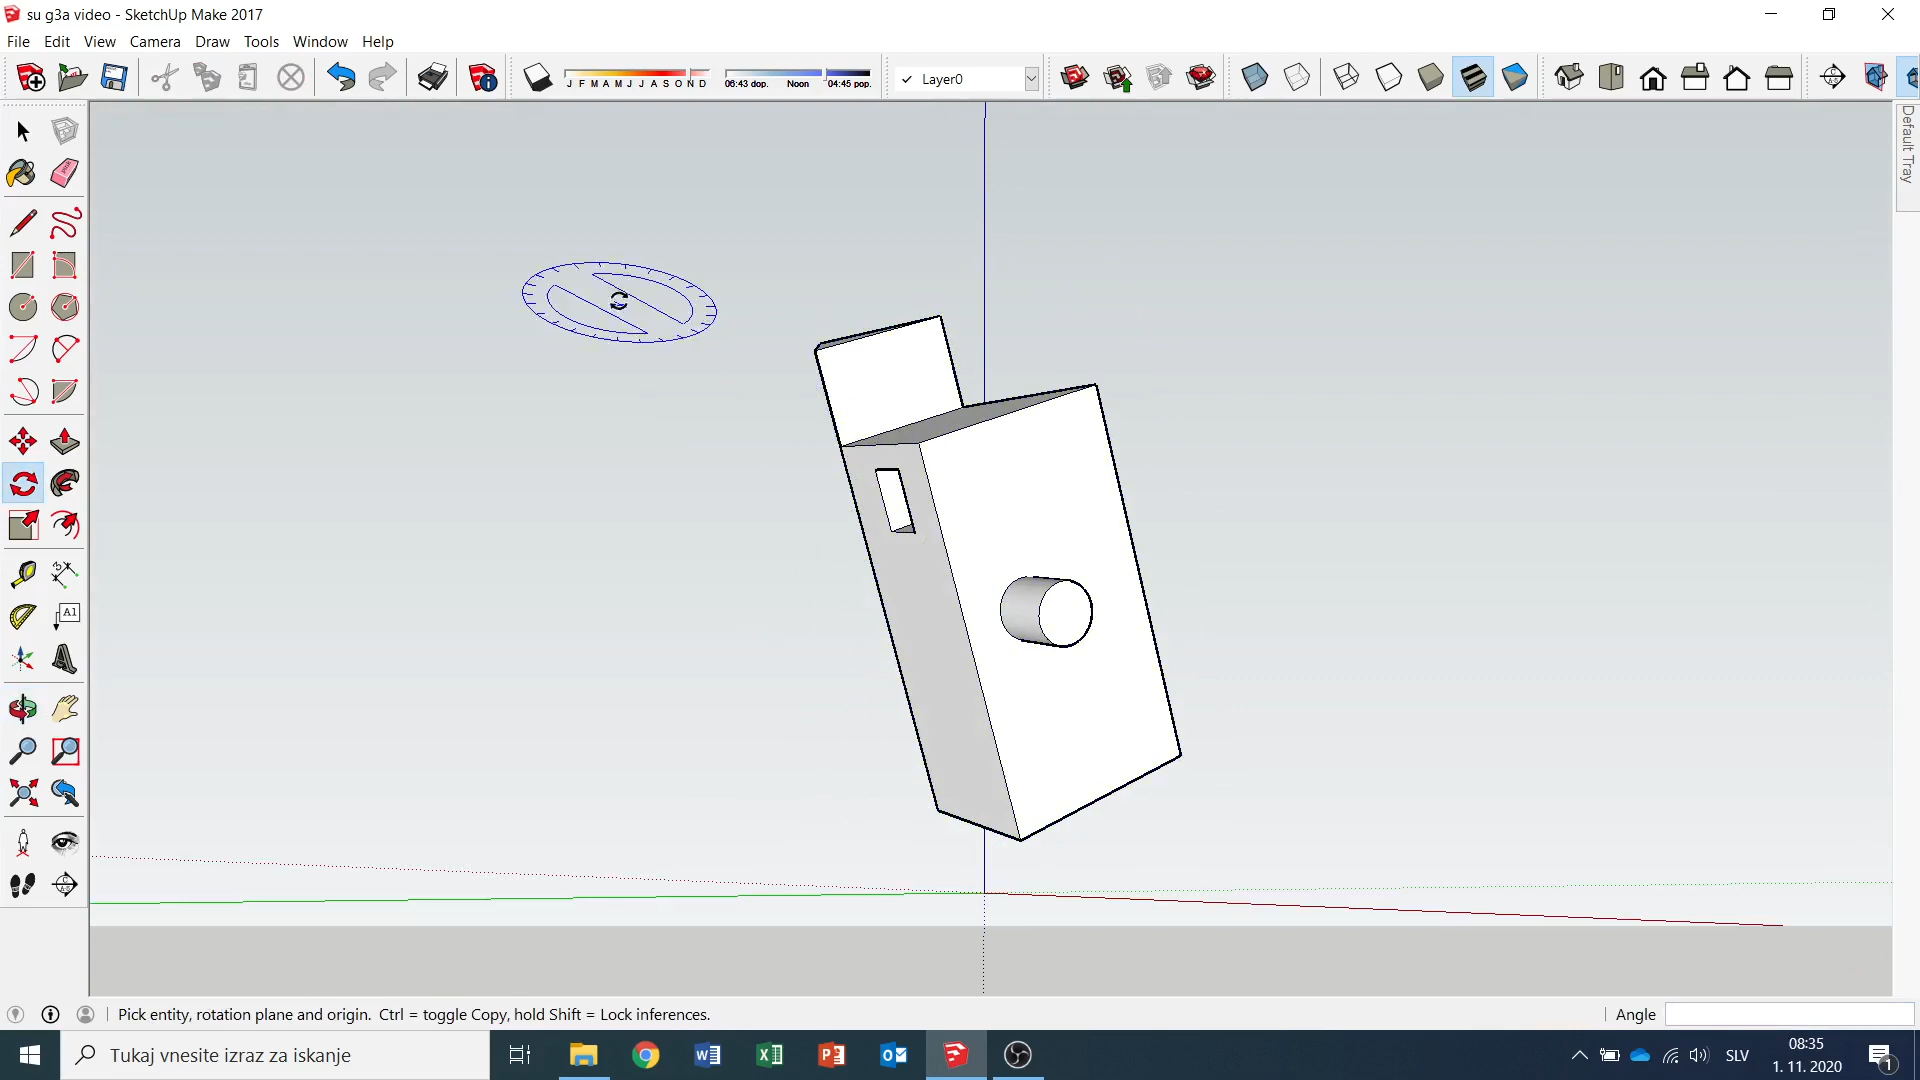 su g3a video - SketchUp Make 2017
File Edit View Camera Draw Tools Window Help
J F M A M J J A S O N D
06:43 dop. Noon 04:45 pop.
Layer0
Default Tray
A1
Pick entity, rotation plane and origin. Ctrl = toggle Copy, hold Shift = Lock inferences.
Angle
Tukaj vnesite izraz za iskanje
SLV
08:35
1. 11. 2020
1